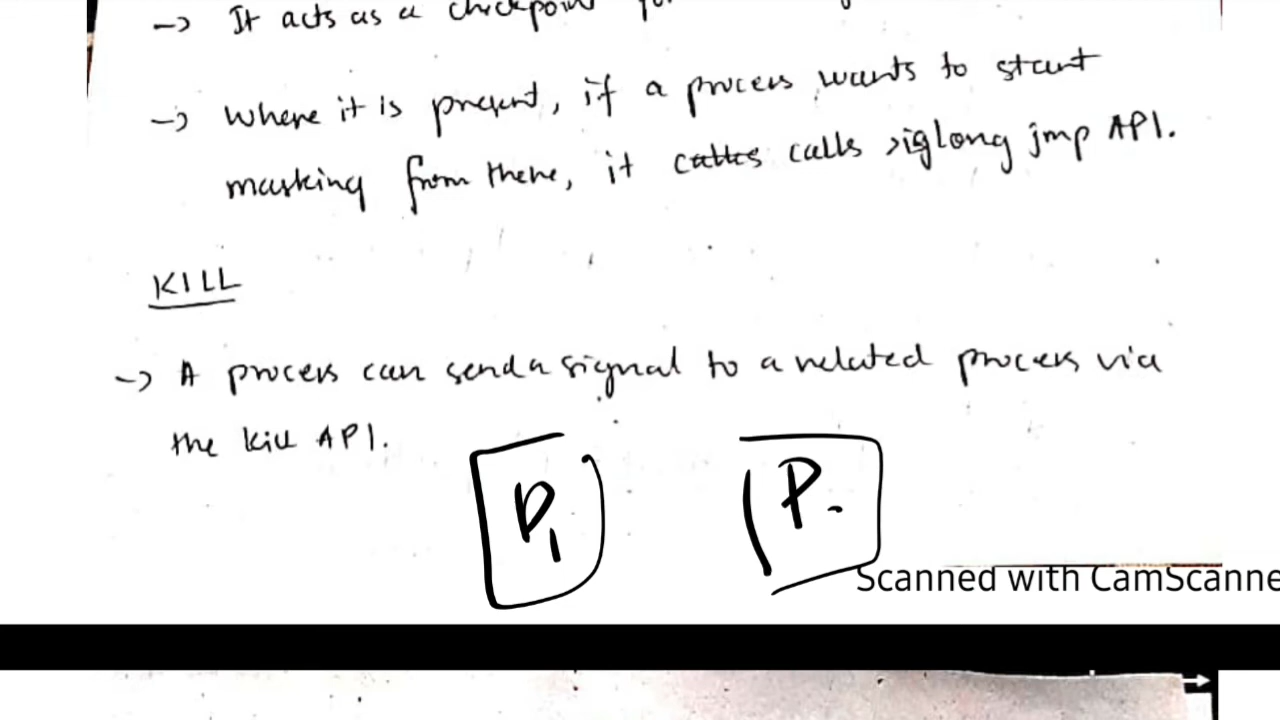 -> It acts as a checkpoint
-> Where it is present, if a process wants to start
masking from there, it calls siglong jmp API.
KILL
-> A process can send a signal to a related process via
the kill API.
P1
P
Scanned with CamScanne